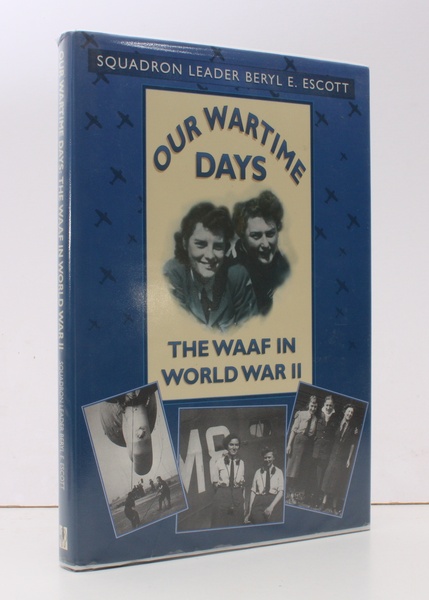 SQUADRON LEADER BERYL E. ESCOTT
OUR WARTIME
DAYS
THE WAAF IN
WORLD WAR II
MS
OUR WARTIME DAYS: THE WAAF IN WORLD WAR II
SQUADRON LEADER BERYL E. ESCOTT